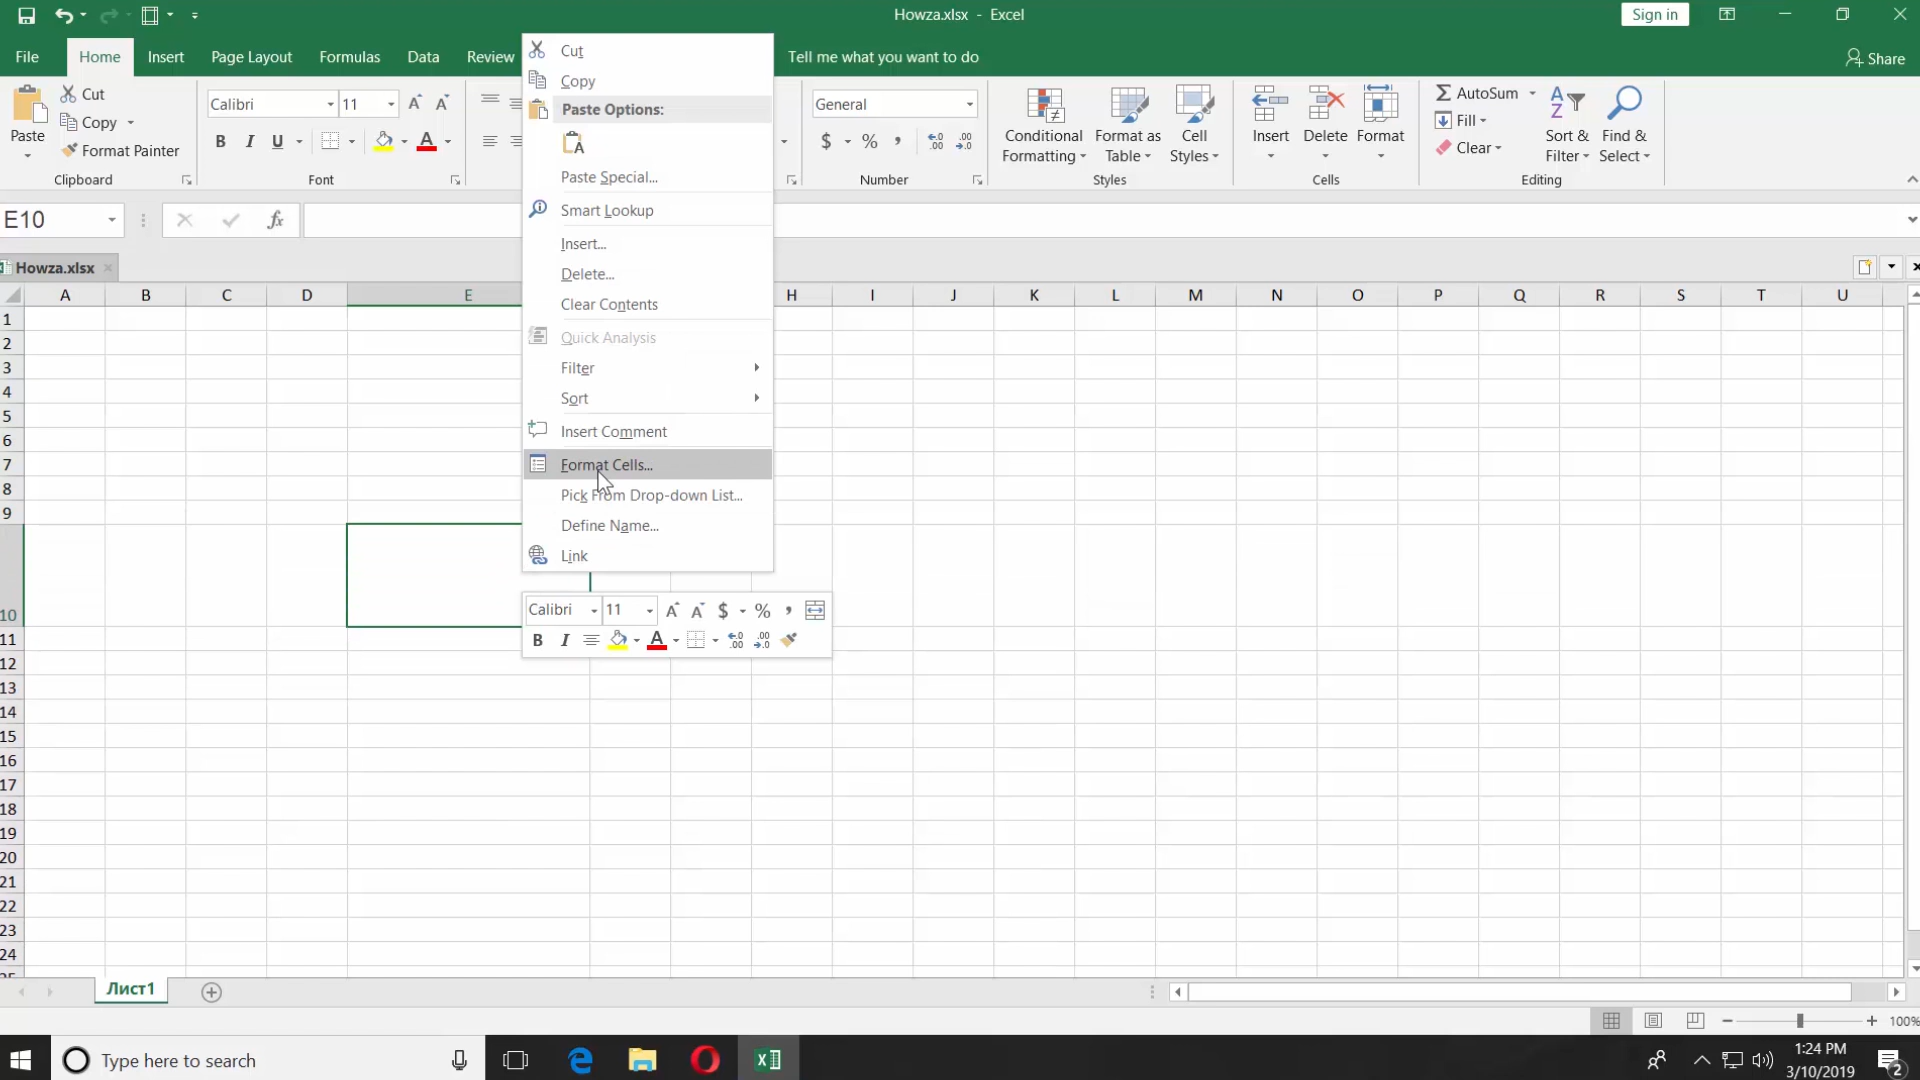 Howza.xlsx - Excel
Sign in
File Home Insert Page Layout Formulas Data Review Tell me what you want to do Share
Paste
Cut
Copy
Format Painter
Clipboard
Calibri 11
B I U A
Font
General
$ % ,
Number
Conditional Formatting
Format as Table
Cell Styles
Styles
Insert
Delete
Format
Cells
AutoSum
Fill
Clear
Sort & Filter
Find & Select
Editing
E10
fx
Howza.xlsx
A B C D E H I J K L M N O P Q R S T U
1
2
3
4
5
6
7
8
9
10
11
12
13
14
15
16
17
18
19
20
21
22
23
24
Cut
Copy
Paste Options:
Paste Special...
Smart Lookup
Insert...
Delete...
Clear Contents
Quick Analysis
Filter
Sort
Insert Comment
Format Cells...
Pick From Drop-down List...
Define Name...
Link
Calibri 11 A A $ % ,
B I A
Лист1
100%
Type here to search
1:24 PM
3/10/2019
2